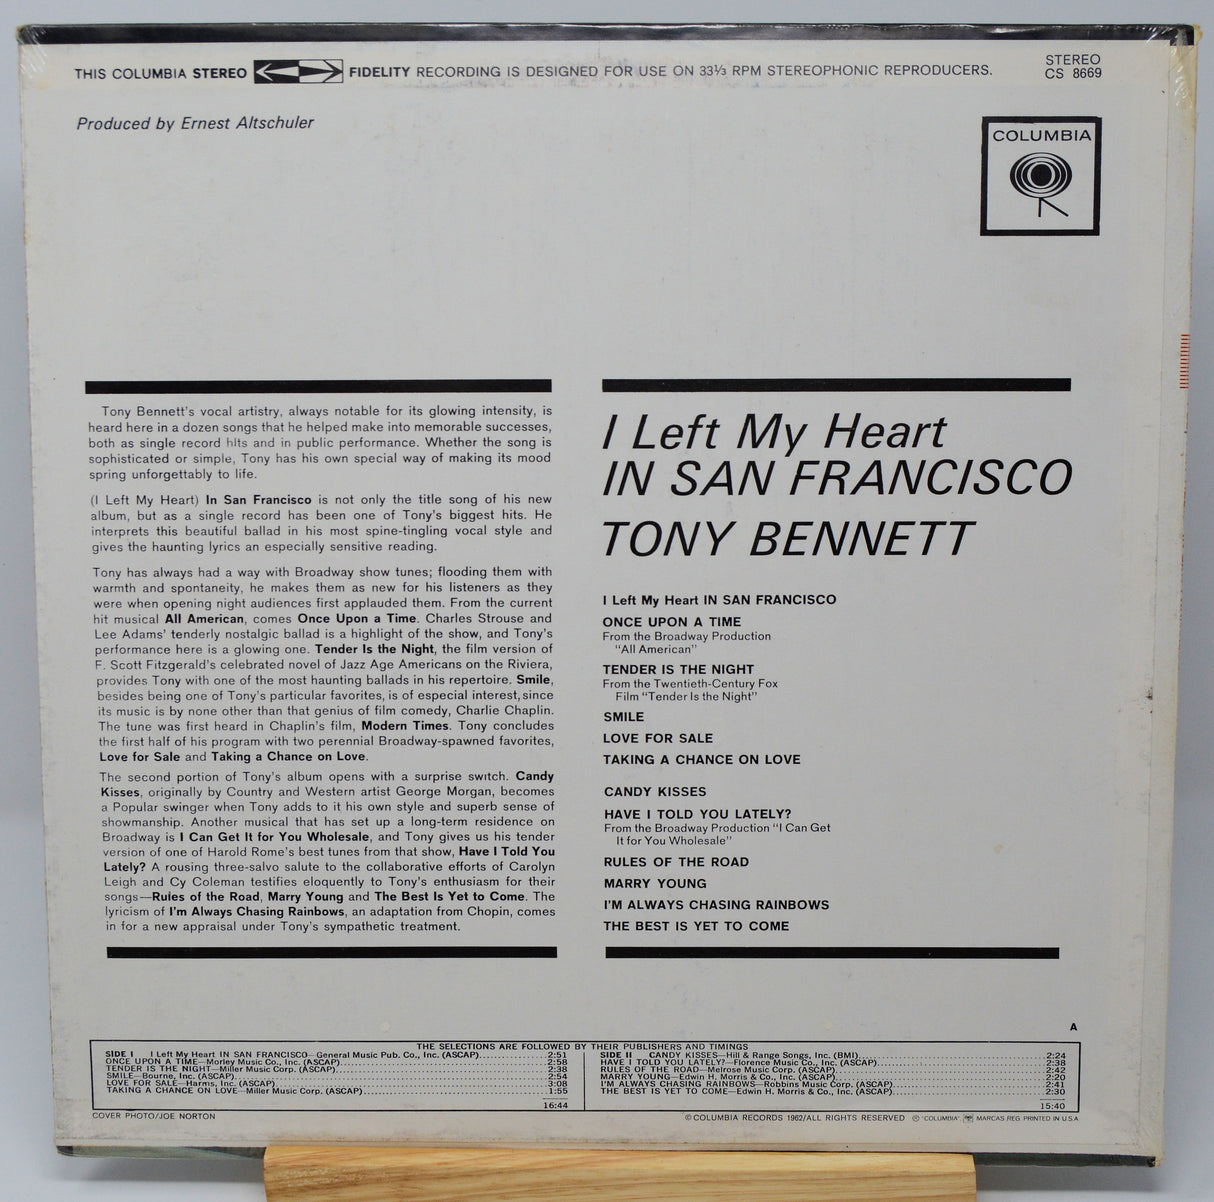 THIS COLUMBIA STEREO FIDELITY RECORDING IS DESIGNED FOR USE ON 33⅓ RPM STEREOPHONIC REPRODUCERS.
STEREO
CS 8669
Produced by Ernest Altschuler
COLUMBIA
Tony Bennett's vocal artistry, always notable for its glowing intensity, is
heard here in a dozen songs that he helped make into memorable successes,
both as single record hits and in public performance. Whether the song is
sophisticated or simple, Tony has his own special way of making its mood
spring unforgettably to life.
(I Left My Heart) In San Francisco is not only the title song of his new
album, but as a single record has been one of Tony's biggest hits. He
interprets this beautiful ballad in his most spine-tingling vocal style and
gives the haunting lyrics an especially sensitive reading.
Tony has always had a way with Broadway show tunes; flooding them with
warmth and spontaneity, he makes them as new for his listeners as they
were when opening night audiences first applauded them. From the current
hit musical All American, comes Once Upon a Time. Charles Strouse and
Lee Adams' tenderly nostalgic ballad is a highlight of the show, and Tony's
performance here is a glowing one. Tender Is the Night, the film version of
F. Scott Fitzgerald's celebrated novel of Jazz Age Americans on the Riviera,
provides Tony with one of the most haunting ballads in his repertoire. Smile,
besides being one of Tony's particular favorites, is of especial interest, since
its music is by none other than that genius of film comedy, Charlie Chaplin.
The tune was first heard in Chaplin's film, Modern Times. Tony concludes
the first half of his program with two perennial Broadway-spawned favorites,
Love for Sale and Taking a Chance on Love.
The second portion of Tony's album opens with a surprise switch. Candy
Kisses, originally by Country and Western artist George Morgan, becomes
a Popular swinger when Tony adds to it his own style and superb sense of
showmanship. Another musical that has set up a long-term residence on
Broadway is I Can Get It for You Wholesale, and Tony gives us his tender
version of one of Harold Rome's best tunes from that show, Have I Told You
Lately? A rousing three-salvo salute to the collaborative efforts of Carolyn
Leigh and Cy Coleman testifies eloquently to Tony's enthusiasm for their
songs—Rules of the Road, Marry Young and The Best Is Yet to Come. The
lyricism of I'm Always Chasing Rainbows, an adaptation from Chopin, comes
in for a new appraisal under Tony's sympathetic treatment.
I Left My Heart
IN SAN FRANCISCO
TONY BENNETT
I Left My Heart IN SAN FRANCISCO
ONCE UPON A TIME
From the Broadway Production
"All American"
TENDER IS THE NIGHT
From the Twentieth-Century Fox
Film "Tender Is the Night"
SMILE
LOVE FOR SALE
TAKING A CHANCE ON LOVE
CANDY KISSES
HAVE I TOLD YOU LATELY?
From the Broadway Production "I Can Get
It for You Wholesale"
RULES OF THE ROAD
MARRY YOUNG
I'M ALWAYS CHASING RAINBOWS
THE BEST IS YET TO COME
A
THE SELECTIONS ARE FOLLOWED BY THEIR PUBLISHERS AND TIMINGS
SIDE I I Left My Heart IN SAN FRANCISCO—General Music Pub. Co., Inc. (ASCAP) 2:51
ONCE UPON A TIME—Morley Music Co., Inc. (ASCAP) 2:58
TENDER IS THE NIGHT—Miller Music Corp. (ASCAP) 2:38
SMILE—Bourne, Inc. (ASCAP) 2:54
LOVE FOR SALE—Harms, Inc. (ASCAP) 3:08
TAKING A CHANCE ON LOVE—Miller Music Corp. (ASCAP) 1:55
16:44
SIDE II CANDY KISSES—Hill & Range Songs, Inc. (BMI) 2:24
HAVE I TOLD YOU LATELY?—Florence Music Co., Inc. (ASCAP) 2:38
RULES OF THE ROAD—Melrose Music Corp. (ASCAP) 2:42
MARRY YOUNG—Edwin H. Morris & Co., Inc. (ASCAP) 2:20
I'M ALWAYS CHASING RAINBOWS—Robbins Music Corp. (ASCAP) 2:41
THE BEST IS YET TO COME—Edwin H. Morris & Co., Inc. (ASCAP) 2:30
15:40
COVER PHOTO/JOE NORTON
© COLUMBIA RECORDS 1962/ALL RIGHTS RESERVED ® "COLUMBIA", MARCAS REG. PRINTED IN U.S.A